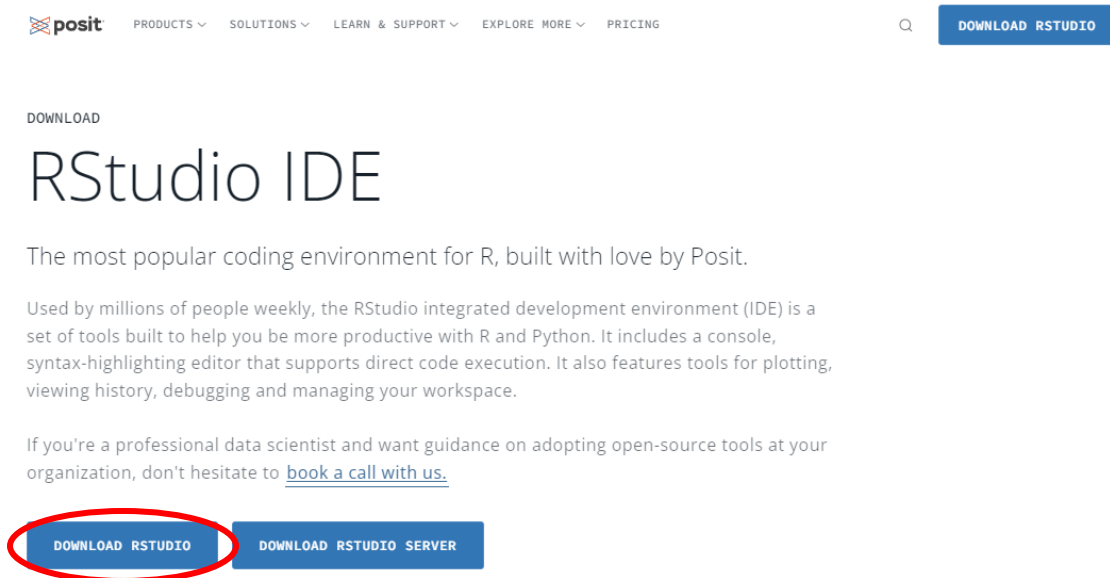 posit PRODUCTS SOLUTIONS LEARN & SUPPORT EXPLORE MORE PRICING DOWNLOAD RSTUDIO
DOWNLOAD
RStudio IDE
The most popular coding environment for R, built with love by Posit.
Used by millions of people weekly, the RStudio integrated development environment (IDE) is a
set of tools built to help you be more productive with R and Python. It includes a console,
syntax-highlighting editor that supports direct code execution. It also features tools for plotting,
viewing history, debugging and managing your workspace.
If you're a professional data scientist and want guidance on adopting open-source tools at your
organization, don't hesitate to book a call with us.
DOWNLOAD RSTUDIO DOWNLOAD RSTUDIO SERVER